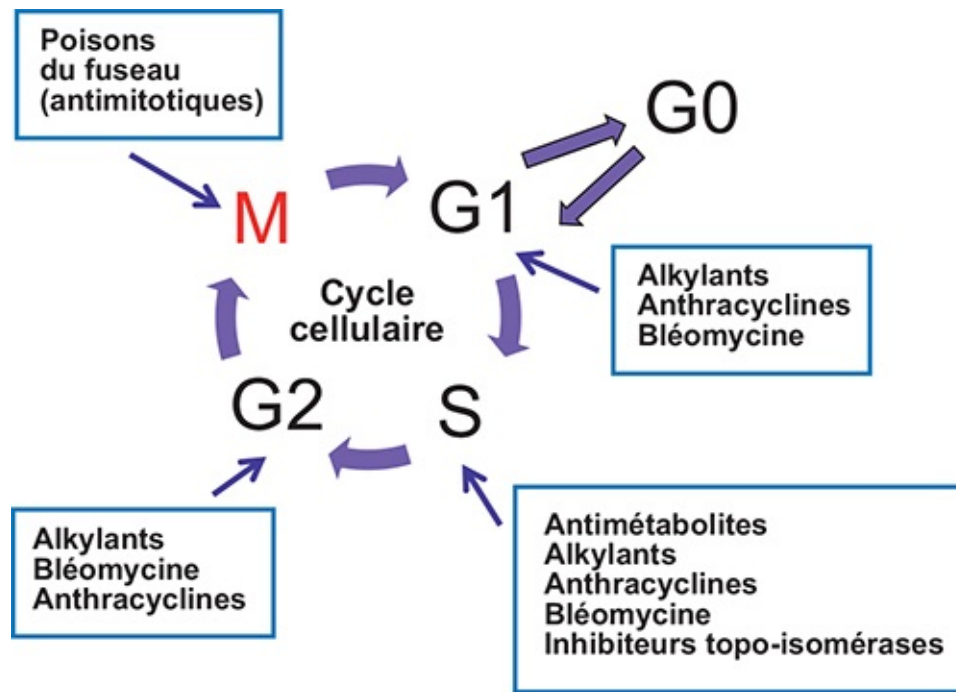 Poisons
du fuseau
(antimitotiques)
G0
M
G1
Cycle
cellulaire
Alkylants
Anthracyclines
Bléomycine
G2
S
Alkylants
Bléomycine
Anthracyclines
Antimétabolites
Alkylants
Anthracyclines
Bléomycine
Inhibiteurs topo-isomérases